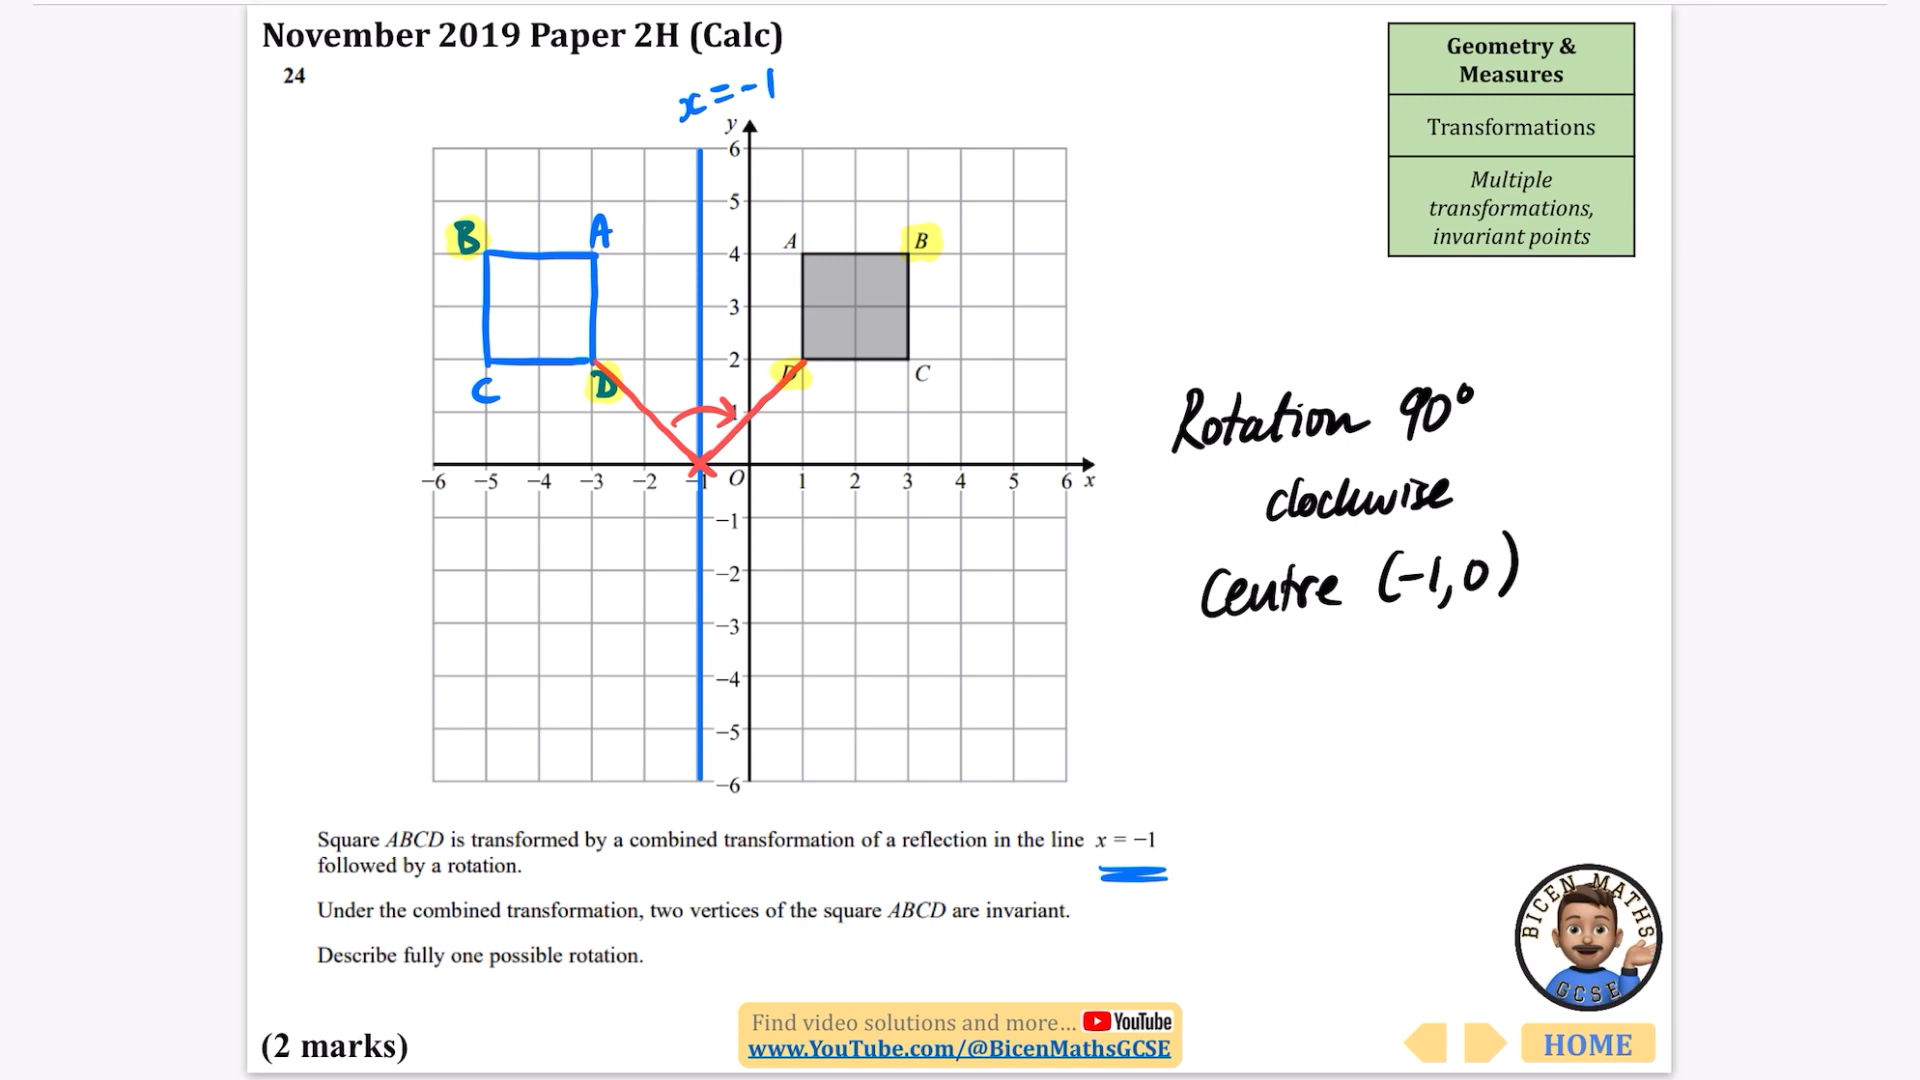 November 2019 Paper 2H (Calc)
24
Geometry &
Measures
Transformations
Multiple
transformations,
invariant points
x = -1
y
6
5
B A
A B
4
3
2
C D
D C
1
−6 −5 −4 −3 −2 −1 O 1 2 3 4 5 6 x
−1
−2
−3
−4
−5
−6
Rotation 90°
clockwise
Centre (-1,0)
Square ABCD is transformed by a combined transformation of a reflection in the line x = −1
followed by a rotation.
Under the combined transformation, two vertices of the square ABCD are invariant.
Describe fully one possible rotation.
(2 marks)
Find video solutions and more... YouTube
www.YouTube.com/@BicenMathsGCSE
BICEN MATHS
GCSE
HOME